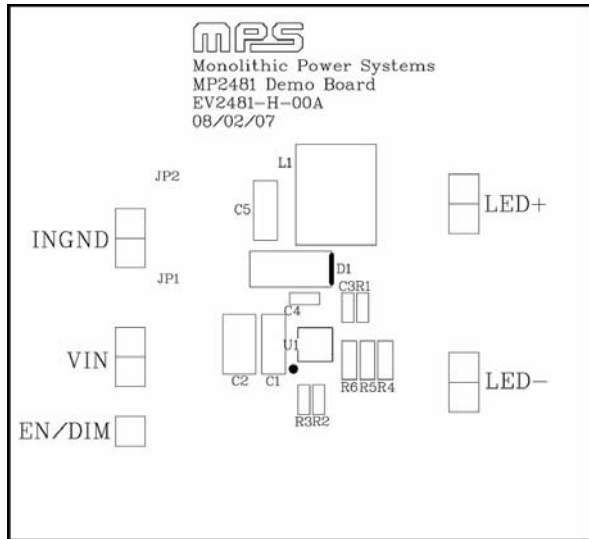 MPS
Monolithic Power Systems
MP2481 Demo Board
EV2481-H-00A
08/02/07
L1
JP2
C5
LED+
INGND
D1
JP1
C3R1
C4
U1
VIN
C2
C1
R6R5R4
LED-
EN/DIM
R3R2